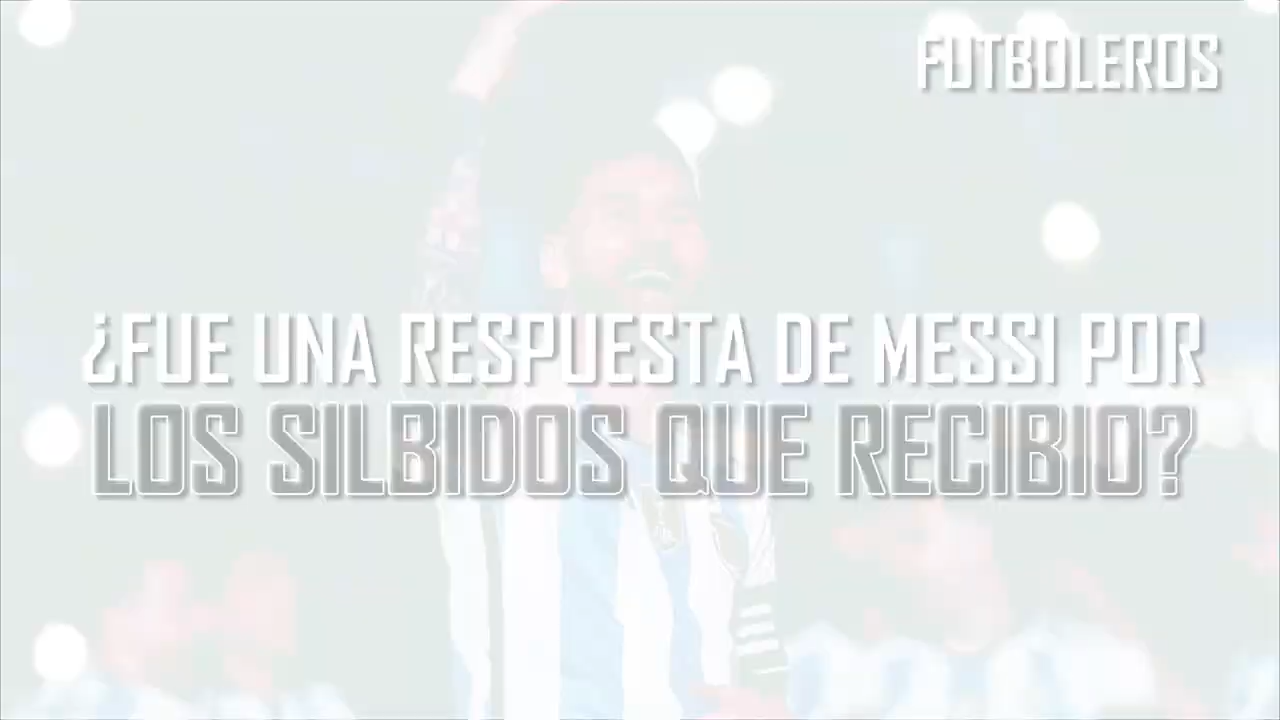 FUTBOLEROS
¿FUE UNA RESPUESTA DE MESSI POR
LOS SILBIDOS QUE RECIBIO?